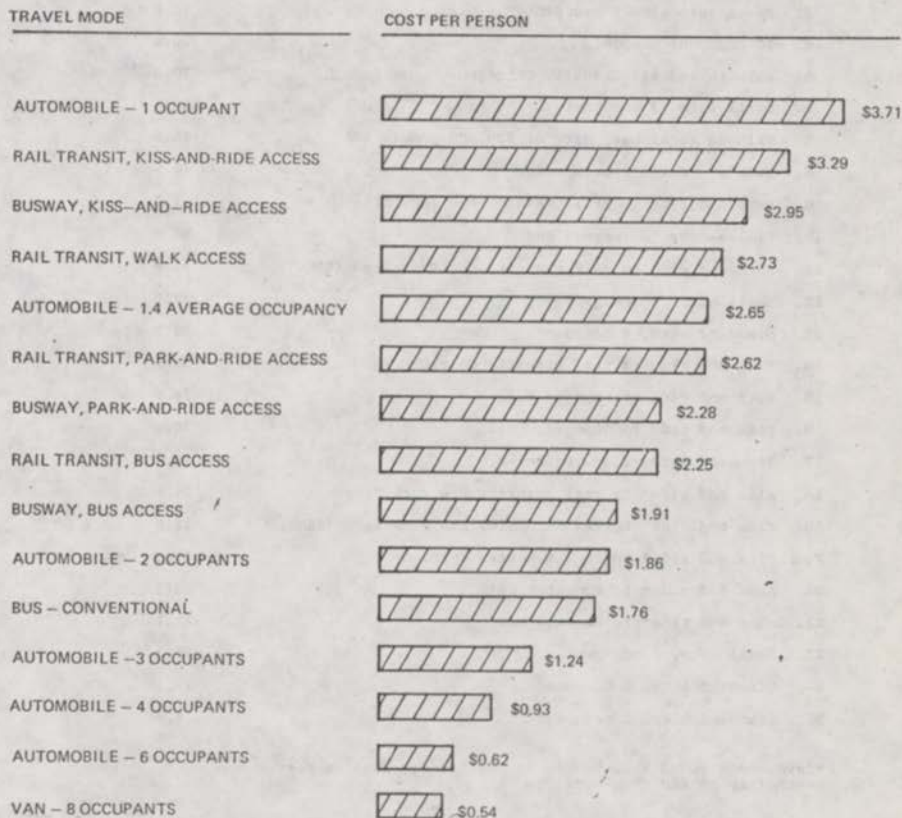 TRAVEL MODE COST PER PERSON
AUTOMOBILE – 1 OCCUPANT $3.71
RAIL TRANSIT, KISS-AND-RIDE ACCESS $3.29
BUSWAY, KISS–AND–RIDE ACCESS $2.95
RAIL TRANSIT, WALK ACCESS $2.73
AUTOMOBILE – 1.4 AVERAGE OCCUPANCY $2.65
RAIL TRANSIT, PARK-AND-RIDE ACCESS $2.62
BUSWAY, PARK-AND-RIDE ACCESS $2.28
RAIL TRANSIT, BUS ACCESS $2.25
BUSWAY, BUS ACCESS $1.91
AUTOMOBILE – 2 OCCUPANTS $1.86
BUS – CONVENTIONAL $1.76
AUTOMOBILE –3 OCCUPANTS $1.24
AUTOMOBILE – 4 OCCUPANTS $0.93
AUTOMOBILE – 6 OCCUPANTS $0.62
VAN – 8 OCCUPANTS $0.54